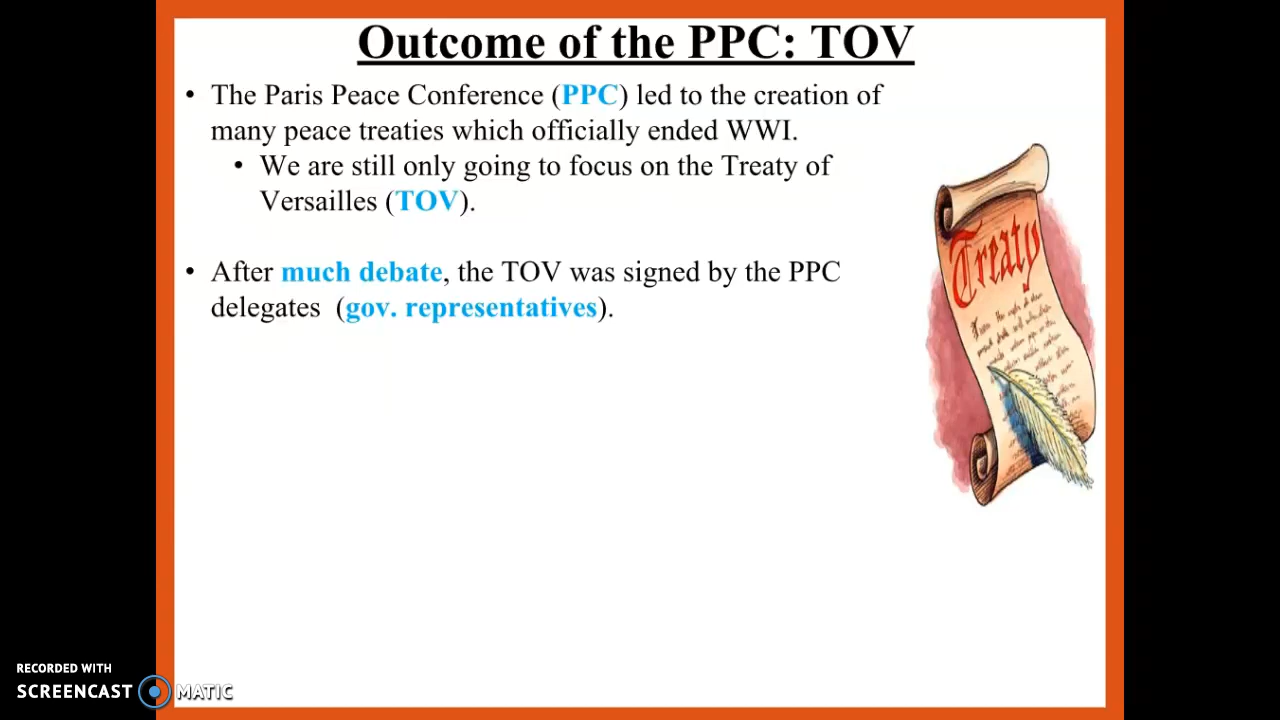 Outcome of the PPC: TOV
• The Paris Peace Conference (PPC) led to the creation of
many peace treaties which officially ended WWI.
• We are still only going to focus on the Treaty of
Versailles (TOV).
• After much debate, the TOV was signed by the PPC
delegates (gov. representatives).
Treaty
RECORDED WITH
SCREENCAST MATIC